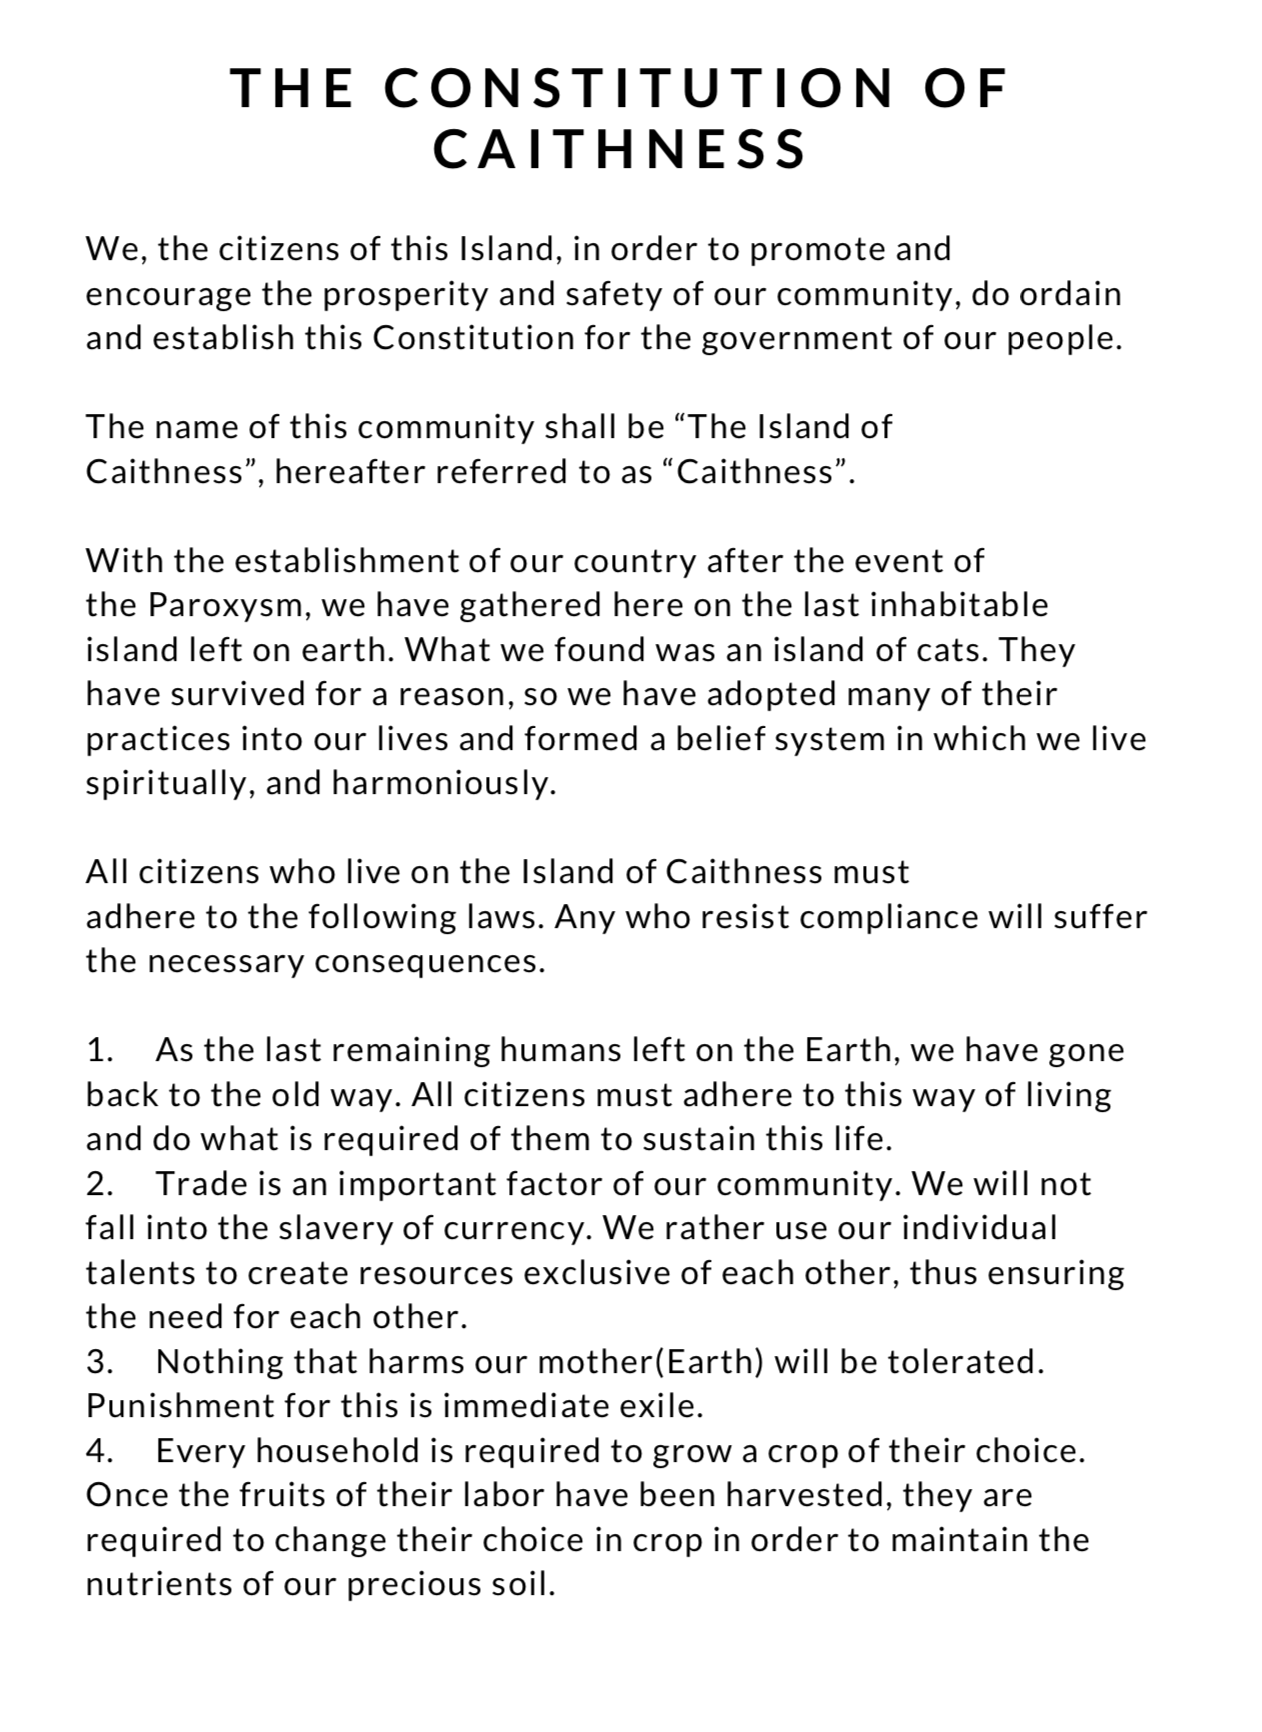 THE CONSTITUTION OF
CAITHNESS
We, the citizens of this Island, in order to promote and
encourage the prosperity and safety of our community, do ordain
and establish this Constitution for the government of our people.
The name of this community shall be “The Island of
Caithness”, hereafter referred to as “Caithness”.
With the establishment of our country after the event of
the Paroxysm, we have gathered here on the last inhabitable
island left on earth. What we found was an island of cats. They
have survived for a reason, so we have adopted many of their
practices into our lives and formed a belief system in which we live
spiritually, and harmoniously.
All citizens who live on the Island of Caithness must
adhere to the following laws. Any who resist compliance will suffer
the necessary consequences.
1. As the last remaining humans left on the Earth, we have gone
back to the old way. All citizens must adhere to this way of living
and do what is required of them to sustain this life.
2. Trade is an important factor of our community. We will not
fall into the slavery of currency. We rather use our individual
talents to create resources exclusive of each other, thus ensuring
the need for each other.
3. Nothing that harms our mother(Earth) will be tolerated.
Punishment for this is immediate exile.
4. Every household is required to grow a crop of their choice.
Once the fruits of their labor have been harvested, they are
required to change their choice in crop in order to maintain the
nutrients of our precious soil.